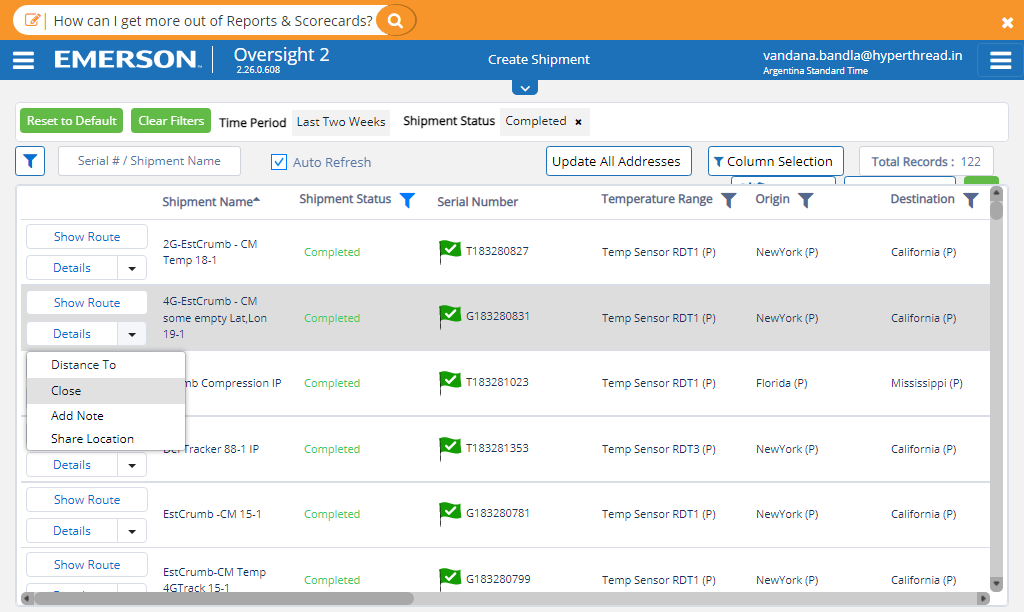 How can I get more out of Reports & Scorecards?
EMERSON
Oversight 2
2.26.0.608
Create Shipment
vandana.bandla@hyperthread.in
Argentina Standard Time
Reset to Default
Clear Filters
Time Period
Last Two Weeks
Shipment Status
Completed ×
Serial # / Shipment Name
Auto Refresh
Update All Addresses
Column Selection
Total Records : 122
Shipment Name
Shipment Status
Serial Number
Temperature Range
Origin
Destination
Show Route
Details
2G-EstCrumb - CM
Temp 18-1
Completed
T183280827
Temp Sensor RDT1 (P)
NewYork (P)
California (P)
Show Route
Details
4G-EstCrumb - CM
some empty Lat,Lon
19-1
Completed
G183280831
Temp Sensor RDT1 (P)
NewYork (P)
California (P)
Distance To
Close
Add Note
Share Location
Compression IP
Completed
T183281023
Temp Sensor RDT1 (P)
Florida (P)
Mississippi (P)
Details
Tracker 88-1 IP
Completed
T183281353
Temp Sensor RDT3 (P)
NewYork (P)
California (P)
Show Route
Details
EstCrumb -CM 15-1
Completed
G183280781
Temp Sensor RDT1 (P)
NewYork (P)
California (P)
Show Route
EstCrumb-CM Temp
4GTrack 15-1
Completed
G183280799
Temp Sensor RDT1 (P)
NewYork (P)
California (P)